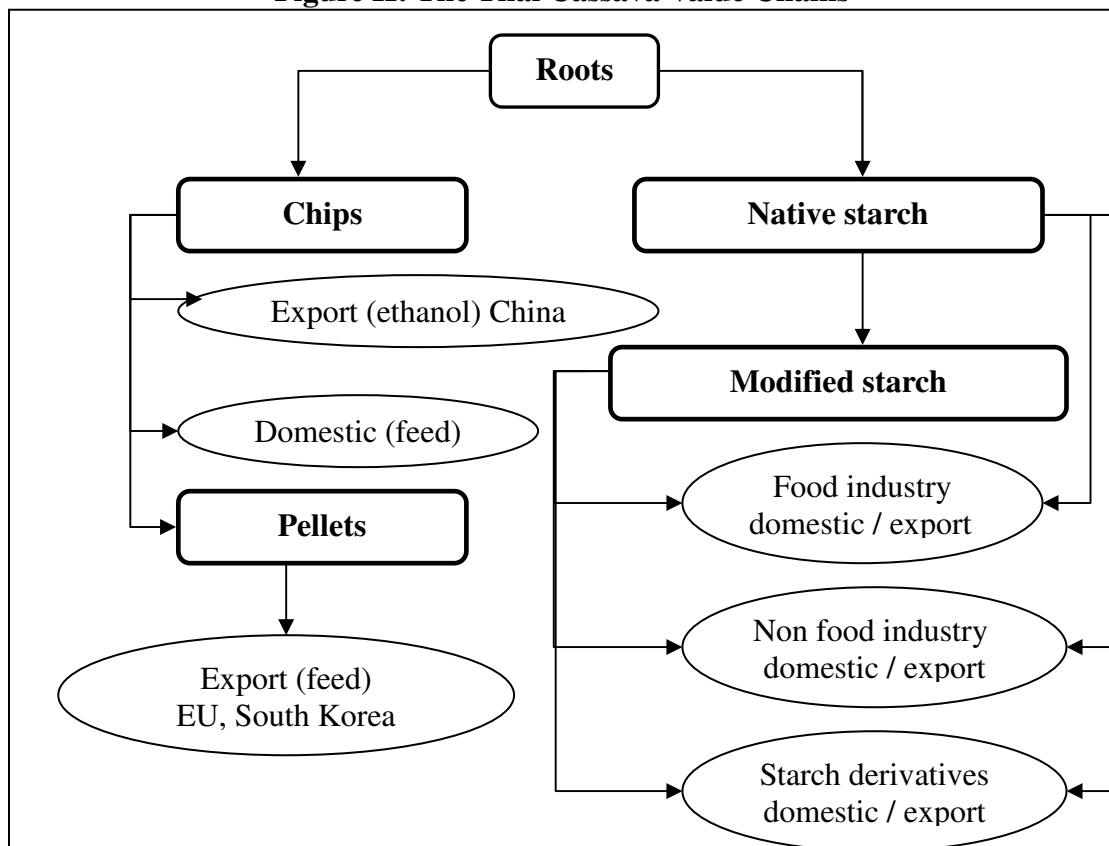 Figure The Thai Cassava Value Chains
Roots
Chips
Native starch
Export (ethanol) China
Modified starch
Domestic (feed)
Food industry
domestic / export
Pellets
Non food industry
domestic / export
Export (feed)
EU, South Korea
Starch derivatives
domestic / export